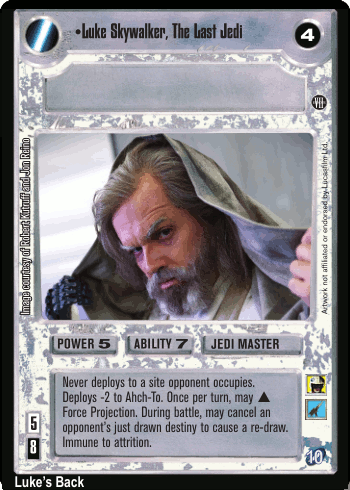 •Luke Skywalker, The Last Jedi
4
VII
Image courtesy of Robert Kitroff and Jon Reino
Artwork not affiliated or endorsed by Lucasfilm Ltd.
POWER 5
ABILITY 7
JEDI MASTER
Never deploys to a site opponent occupies.
Deploys -2 to Ahch-To. Once per turn, may ▲
Force Projection. During battle, may cancel an
opponent's just drawn destiny to cause a re-draw.
Immune to attrition.
5
8
10
Luke's Back